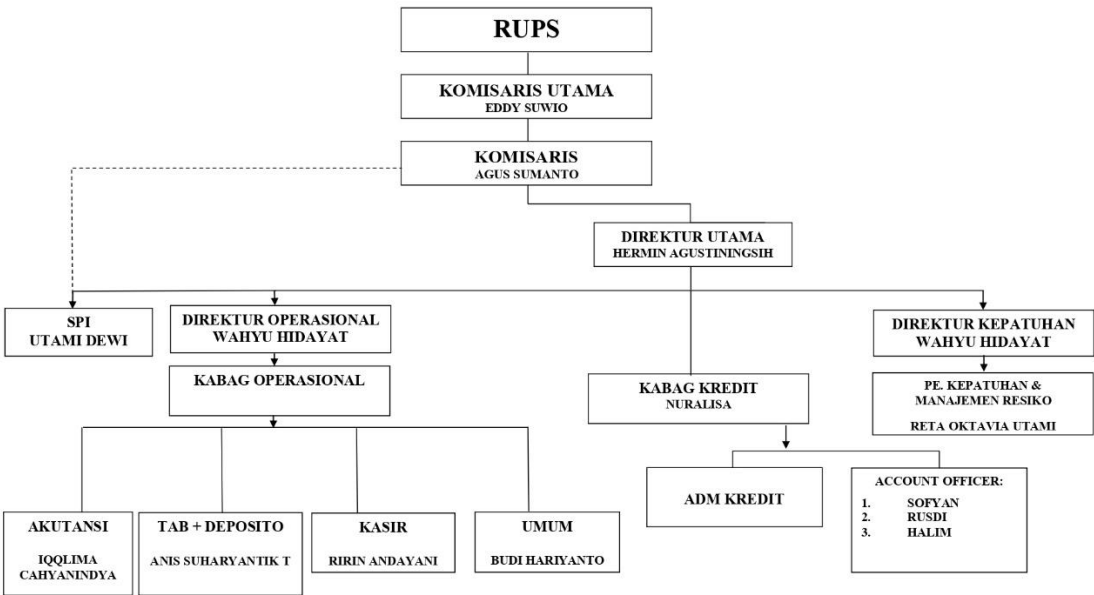 RUPS
KOMISARIS UTAMA
EDDY SUWIO
KOMISARIS
AGUS SUMANTO
DIREKTUR UTAMA
HERMIN AGUSTININGSIH
SPI
UTAMI DEWI
DIREKTUR OPERASIONAL
WAHYU HIDAYAT
DIREKTUR KEPATUHAN
WAHYU HIDAYAT
KABAG OPERASIONAL
KABAG KREDIT
NURALISA
PE. KEPATUHAN &
MANAJEMEN RESIKO
RETA OKTAVIA UTAMI
ADM KREDIT
ACCOUNT OFFICER:
1. SOFYAN
2. RUSDI
3. HALIM
AKUTANSI
IQQLIMA
CAHYANINDYA
TAB + DEPOSITO
ANIS SUHARYANTIK T
KASIR
RIRIN ANDAYANI
UMUM
BUDI HARIYANTO